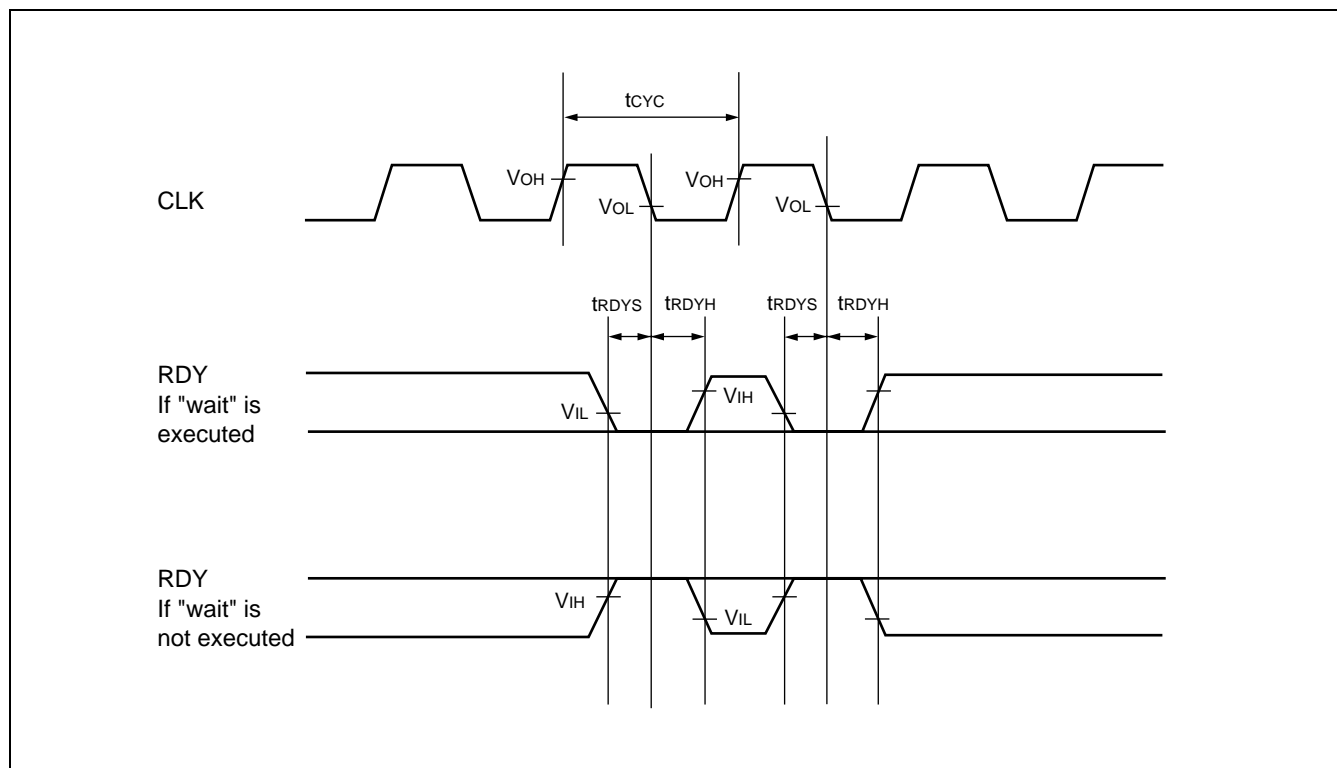 tCYC
VOH
VOH
CLK
VOL
VOL
tRDYS
tRDYH
tRDYS
tRDYH
RDY
If "wait" is
executed
VIL
VIH
RDY
If "wait" is
not executed
VIH
VIL